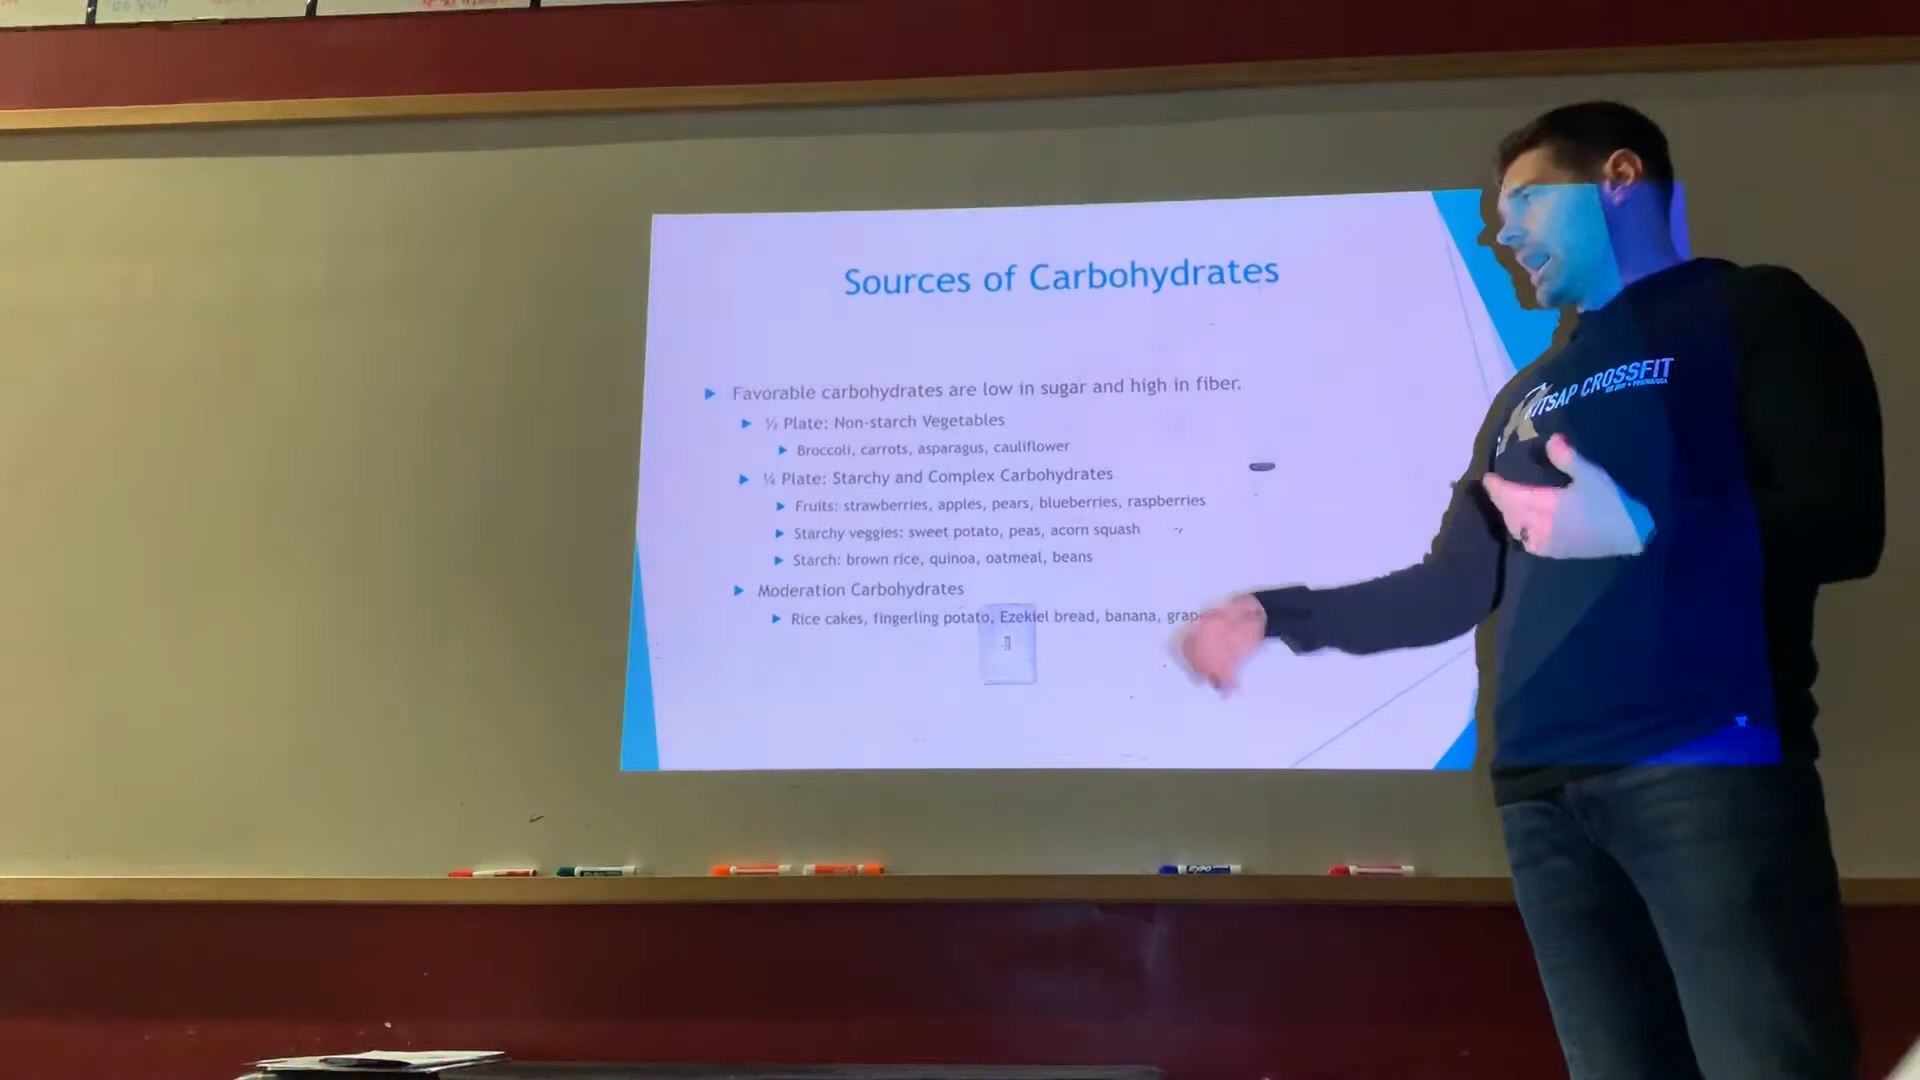 Sources of Carbohydrates
Favorable carbohydrates are low in sugar and high in fiber.
½ Plate: Non-starch Vegetables
Broccoli, carrots, asparagus, cauliflower
¼ Plate: Starchy and Complex Carbohydrates
Fruits: strawberries, apples, pears, blueberries, raspberries
Starchy veggies: sweet potato, peas, acorn squash
Starch: brown rice, quinoa, oatmeal, beans
Moderation Carbohydrates
Rice cakes, fingerling potato, Ezekiel bread, banana, grap
ITSAP CROSSFIT
EXPO